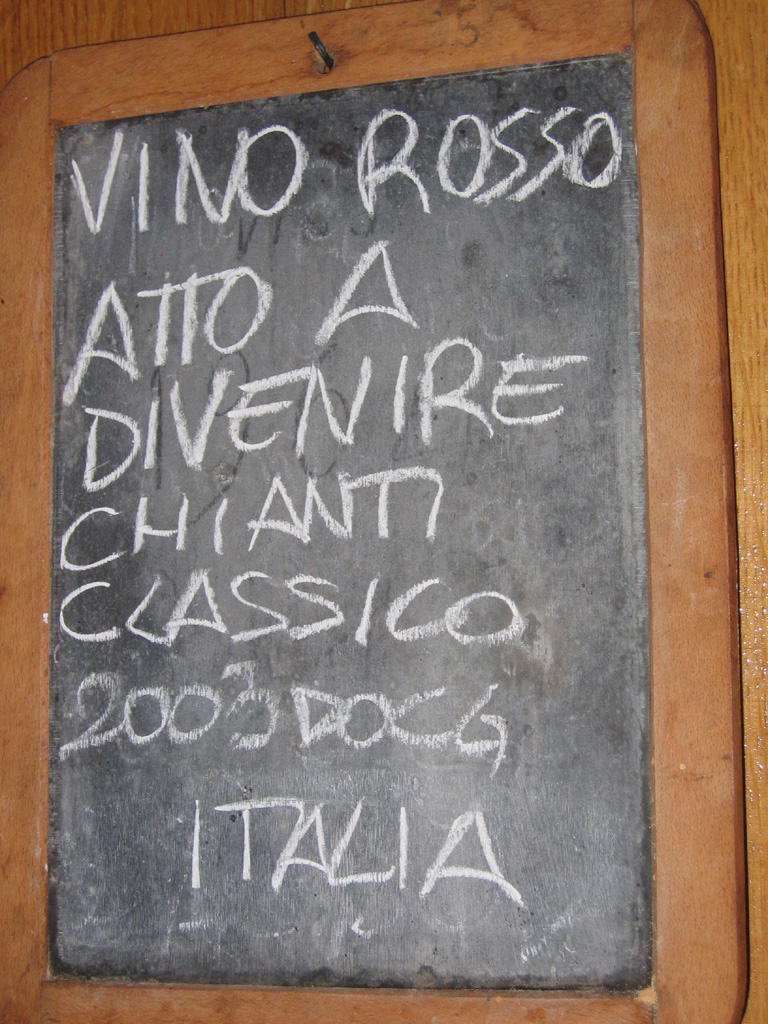 VINO ROSSO
ATTO A
DIVENIRE
CHIANTI
CLASSICO
2003 DOCG
ITALIA